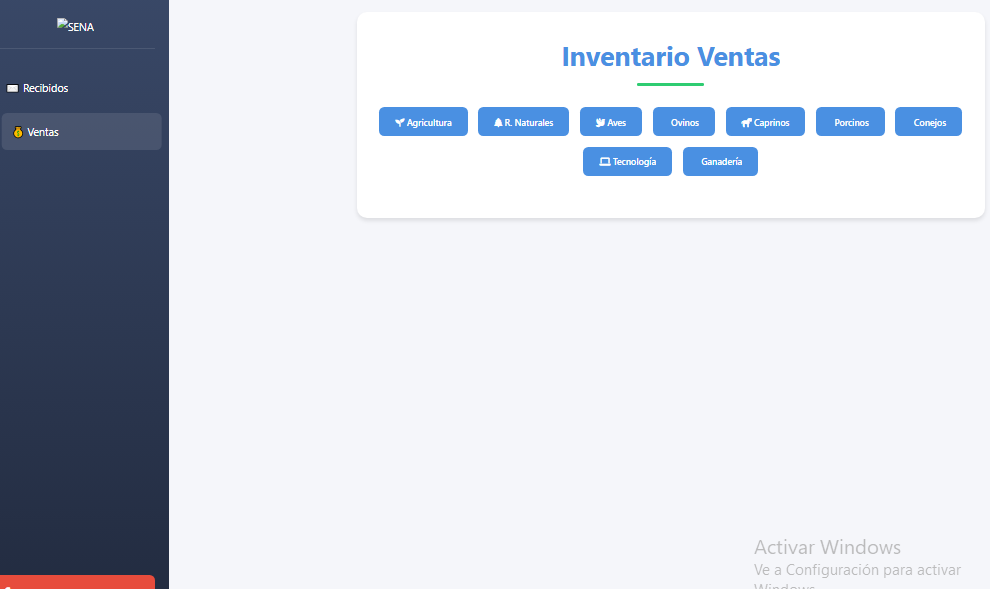 SENA
Recibidos
Ventas
Inventario Ventas
Agricultura
R. Naturales
Aves
Ovinos
Caprinos
Porcinos
Conejos
Tecnología
Ganadería
Activar Windows
Ve a Configuración para activar
Windows.